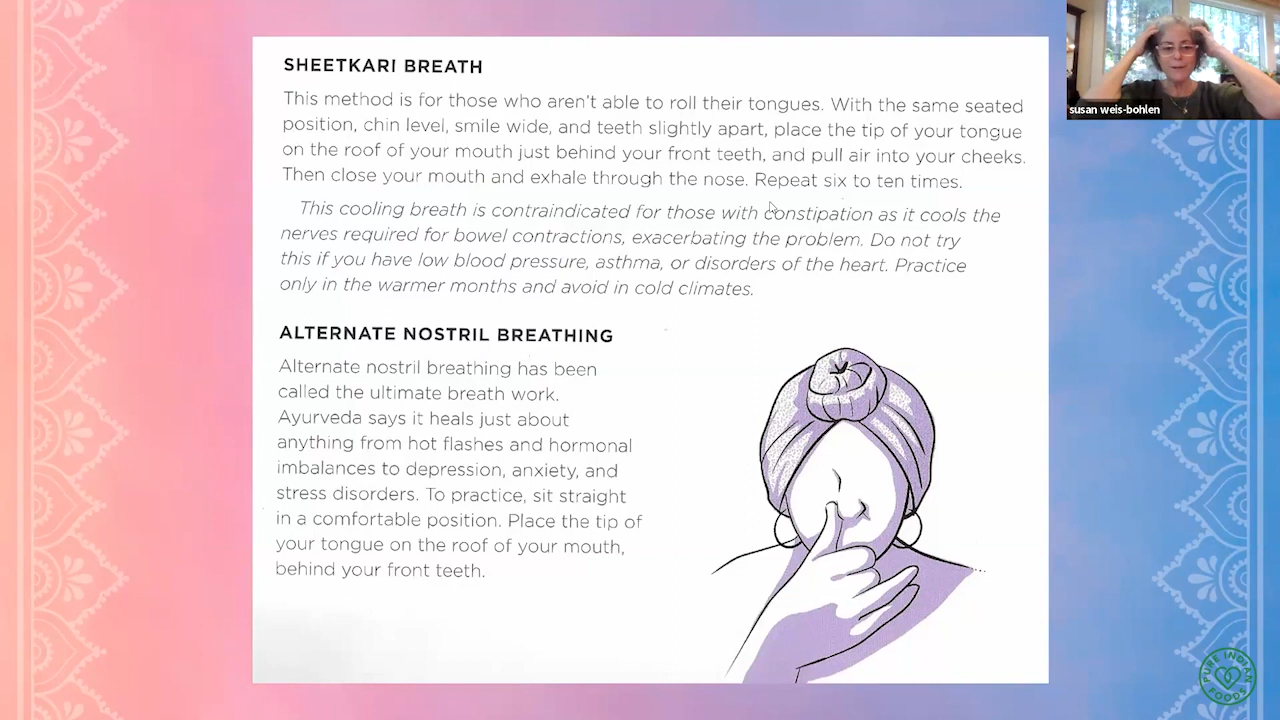 SHEETKARI BREATH
This method is for those who aren't able to roll their tongues. With the same seated
position, chin level, smile wide, and teeth slightly apart, place the tip of your tongue
on the roof of your mouth just behind your front teeth, and pull air into your cheeks.
Then close your mouth and exhale through the nose. Repeat six to ten times.
This cooling breath is contraindicated for those with constipation as it cools the
nerves required for bowel contractions, exacerbating the problem. Do not try
this if you have low blood pressure, asthma, or disorders of the heart. Practice
only in the warmer months and avoid in cold climates.
ALTERNATE NOSTRIL BREATHING
Alternate nostril breathing has been
called the ultimate breath work.
Ayurveda says it heals just about
anything from hot flashes and hormonal
imbalances to depression, anxiety, and
stress disorders. To practice, sit straight
in a comfortable position. Place the tip of
your tongue on the roof of your mouth,
behind your front teeth.
susan weis-bohlen
PURE INDIAN
FOODS